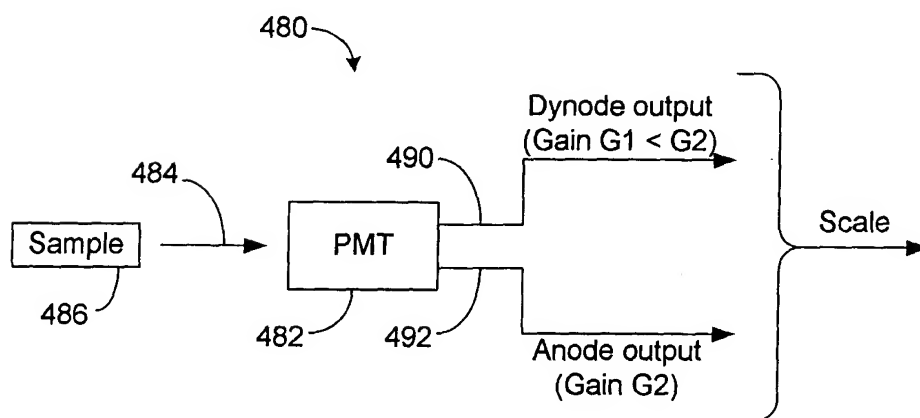 480
Dynode output
(Gain G1 < G2)
490
484
Scale
Sample
PMT
486
482
492
Anode output
(Gain G2)